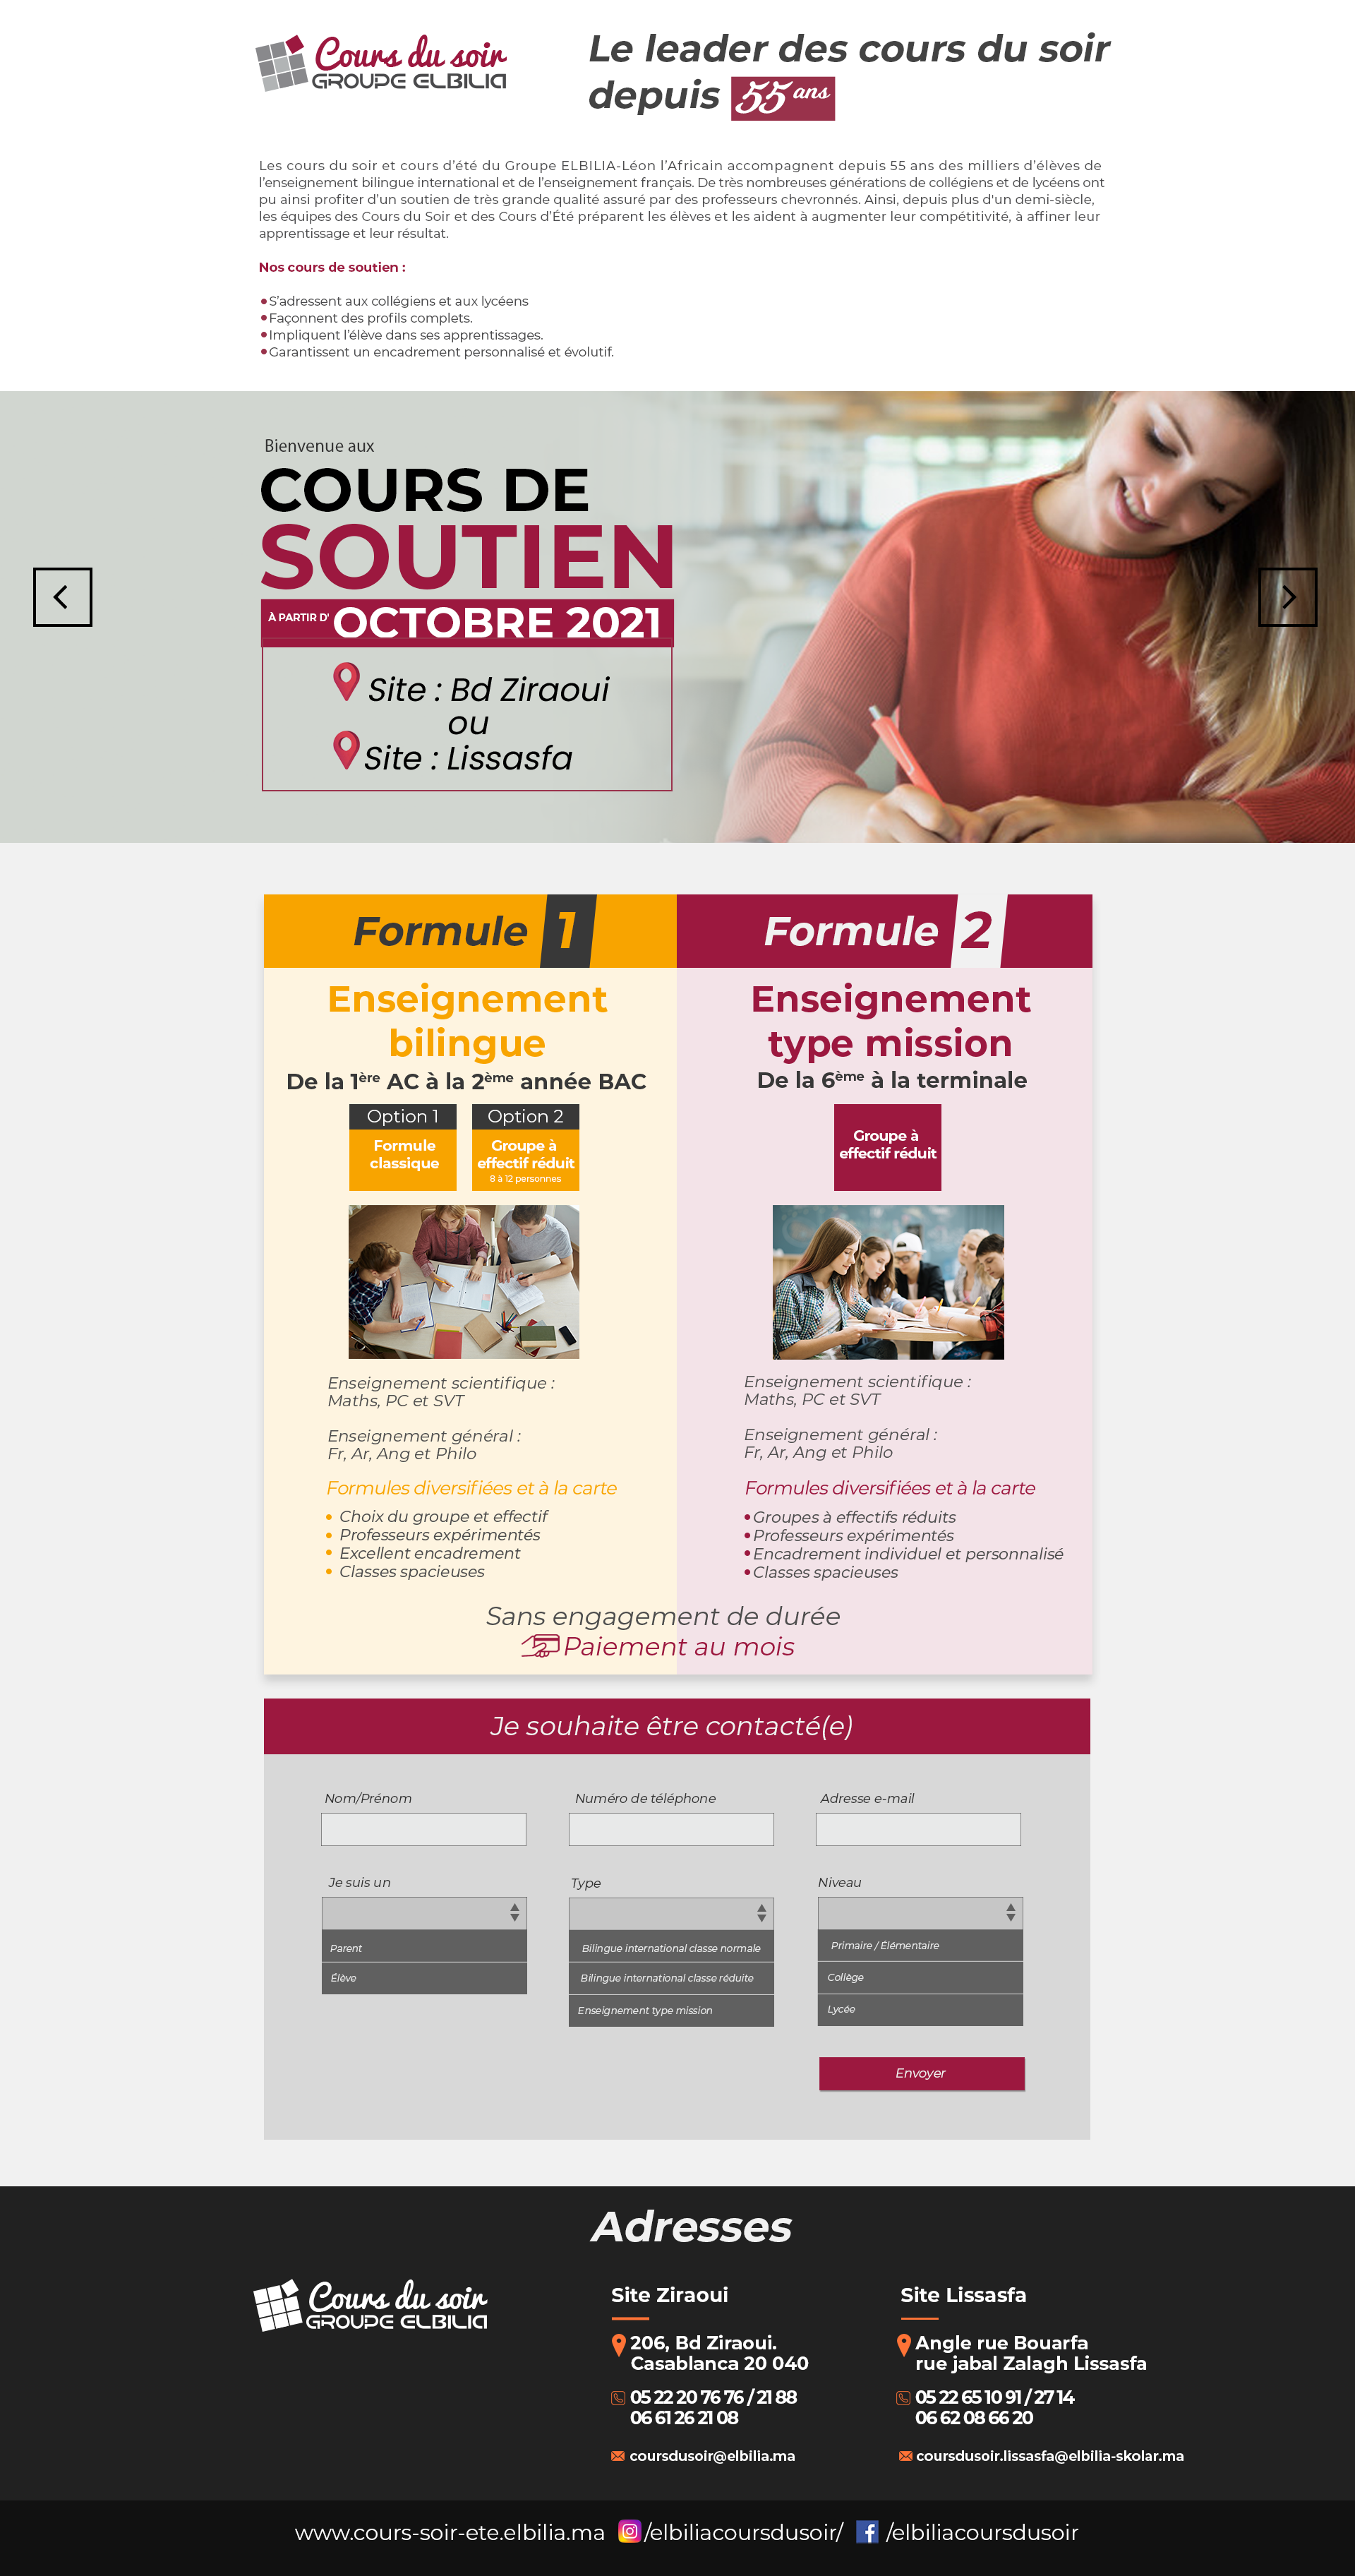 Cours du soir
GROUPE ELBILIA
Le leader des cours du soir
depuis 55 ans
Les cours du soir et cours d’été du Groupe ELBILIA-Léon l’Africain accompagnent depuis 55 ans des milliers d’élèves de
l’enseignement bilingue international et de l’enseignement français. De très nombreuses générations de collégiens et de lycéens ont
pu ainsi profiter d’un soutien de très grande qualité assuré par des professeurs chevronnés. Ainsi, depuis plus d'un demi-siècle,
les équipes des Cours du Soir et des Cours d’Été préparent les élèves et les aident à augmenter leur compétitivité, à affiner leur
apprentissage et leur résultat.
Nos cours de soutien :
•S’adressent aux collégiens et aux lycéens
•Façonnent des profils complets.
•Impliquent l’élève dans ses apprentissages.
•Garantissent un encadrement personnalisé et évolutif.
Bienvenue aux
COURS DE
SOUTIEN
À PARTIR D' OCTOBRE 2021
Site : Bd Ziraoui
ou
Site : Lissasfa
Formule 1
Enseignement
bilingue
De la 1ère AC à la 2ème année BAC
Option 1
Formule
classique
Option 2
Groupe à
effectif réduit
8 à 12 personnes
Enseignement scientifique :
Maths, PC et SVT
Enseignement général :
Fr, Ar, Ang et Philo
Formules diversifiées et à la carte
• Choix du groupe et effectif
• Professeurs expérimentés
• Excellent encadrement
• Classes spacieuses
Formule 2
Enseignement
type mission
De la 6ème à la terminale
Groupe à
effectif réduit
Enseignement scientifique :
Maths, PC et SVT
Enseignement général :
Fr, Ar, Ang et Philo
Formules diversifiées et à la carte
•Groupes à effectifs réduits
•Professeurs expérimentés
•Encadrement individuel et personnalisé
•Classes spacieuses
Sans engagement de durée
Paiement au mois
Je souhaite être contacté(e)
Nom/Prénom
Numéro de téléphone
Adresse e-mail
Je suis un
Parent
Élève
Type
Bilingue international classe normale
Bilingue international classe réduite
Enseignement type mission
Niveau
Primaire / Élémentaire
Collège
Lycée
Envoyer
Adresses
Cours du soir
GROUPE ELBILIA
Site Ziraoui
206, Bd Ziraoui.
Casablanca 20 040
05 22 20 76 76 / 21 88
06 61 26 21 08
coursdusoir@elbilia.ma
Site Lissasfa
Angle rue Bouarfa
rue jabal Zalagh Lissasfa
05 22 65 10 91 / 27 14
06 62 08 66 20
coursdusoir.lissasfa@elbilia-skolar.ma
www.cours-soir-ete.elbilia.ma /elbiliacoursdusoir/ /elbiliacoursdusoir